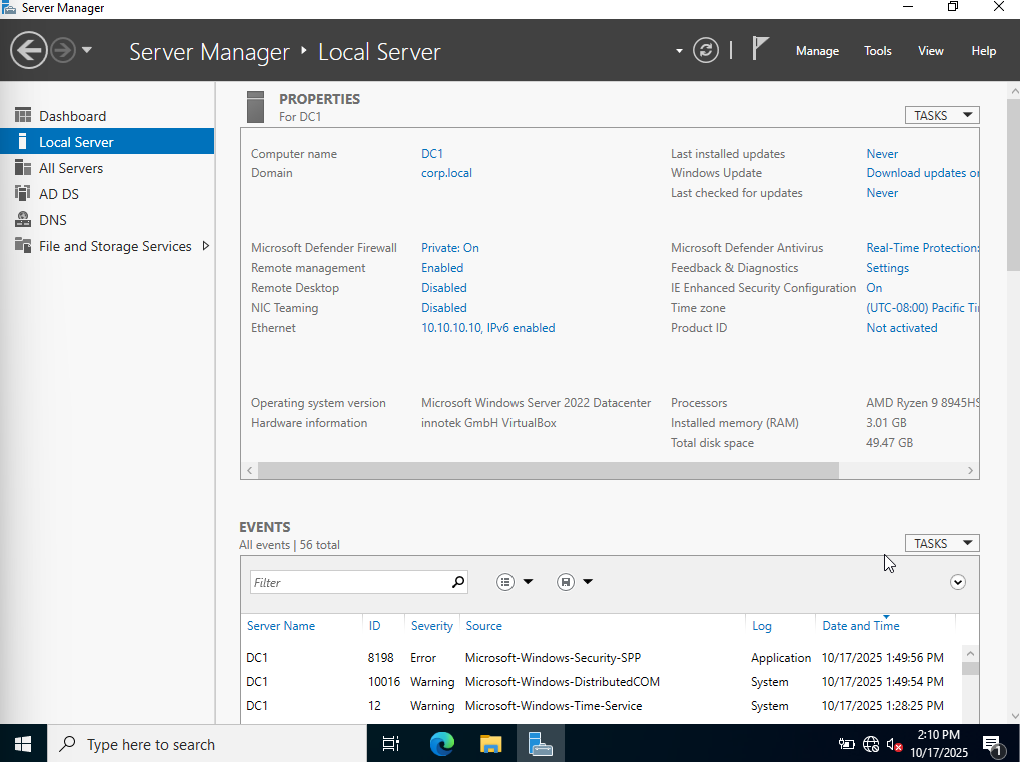 Server Manager
Server Manager • Local Server
Manage Tools View Help
Dashboard
Local Server
All Servers
AD DS
DNS
File and Storage Services
PROPERTIES
For DC1
TASKS
Computer name DC1
Domain corp.local
Last installed updates Never
Windows Update Download updates or
Last checked for updates Never
Microsoft Defender Firewall Private: On
Remote management Enabled
Remote Desktop Disabled
NIC Teaming Disabled
Ethernet 10.10.10.10, IPv6 enabled
Microsoft Defender Antivirus Real-Time Protection:
Feedback & Diagnostics Settings
IE Enhanced Security Configuration On
Time zone (UTC-08:00) Pacific Ti
Product ID Not activated
Operating system version Microsoft Windows Server 2022 Datacenter
Hardware information innotek GmbH VirtualBox
Processors AMD Ryzen 9 8945HS
Installed memory (RAM) 3.01 GB
Total disk space 49.47 GB
EVENTS
All events | 56 total
TASKS
Filter
Server Name ID Severity Source Log Date and Time
DC1 8198 Error Microsoft-Windows-Security-SPP Application 10/17/2025 1:49:56 PM
DC1 10016 Warning Microsoft-Windows-DistributedCOM System 10/17/2025 1:49:54 PM
DC1 12 Warning Microsoft-Windows-Time-Service System 10/17/2025 1:28:25 PM
Type here to search
2:10 PM
10/17/2025
1